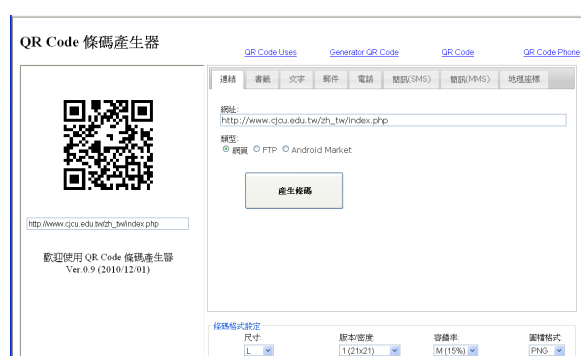 QR Code 條碼產生器
QR Code Uses Generator QR Code QR Code QR Code Phone
連結 書籤 文字 郵件 電話 簡訊(SMS) 簡訊(MMS) 地理座標
網址:
http://www.cjcu.edu.tw/zh_tw/index.php
類型:
網頁 FTP Android Market
產生條碼
http://www.cjcu.edu.tw/zh_tw/index.php
歡迎使用 QR Code 條碼產生器
Ver.0.9 (2010/12/01)
條碼格式設定
尺寸: 版本/密度: 容錯率: 圖檔格式:
L 1 (21x21) M (15%) PNG